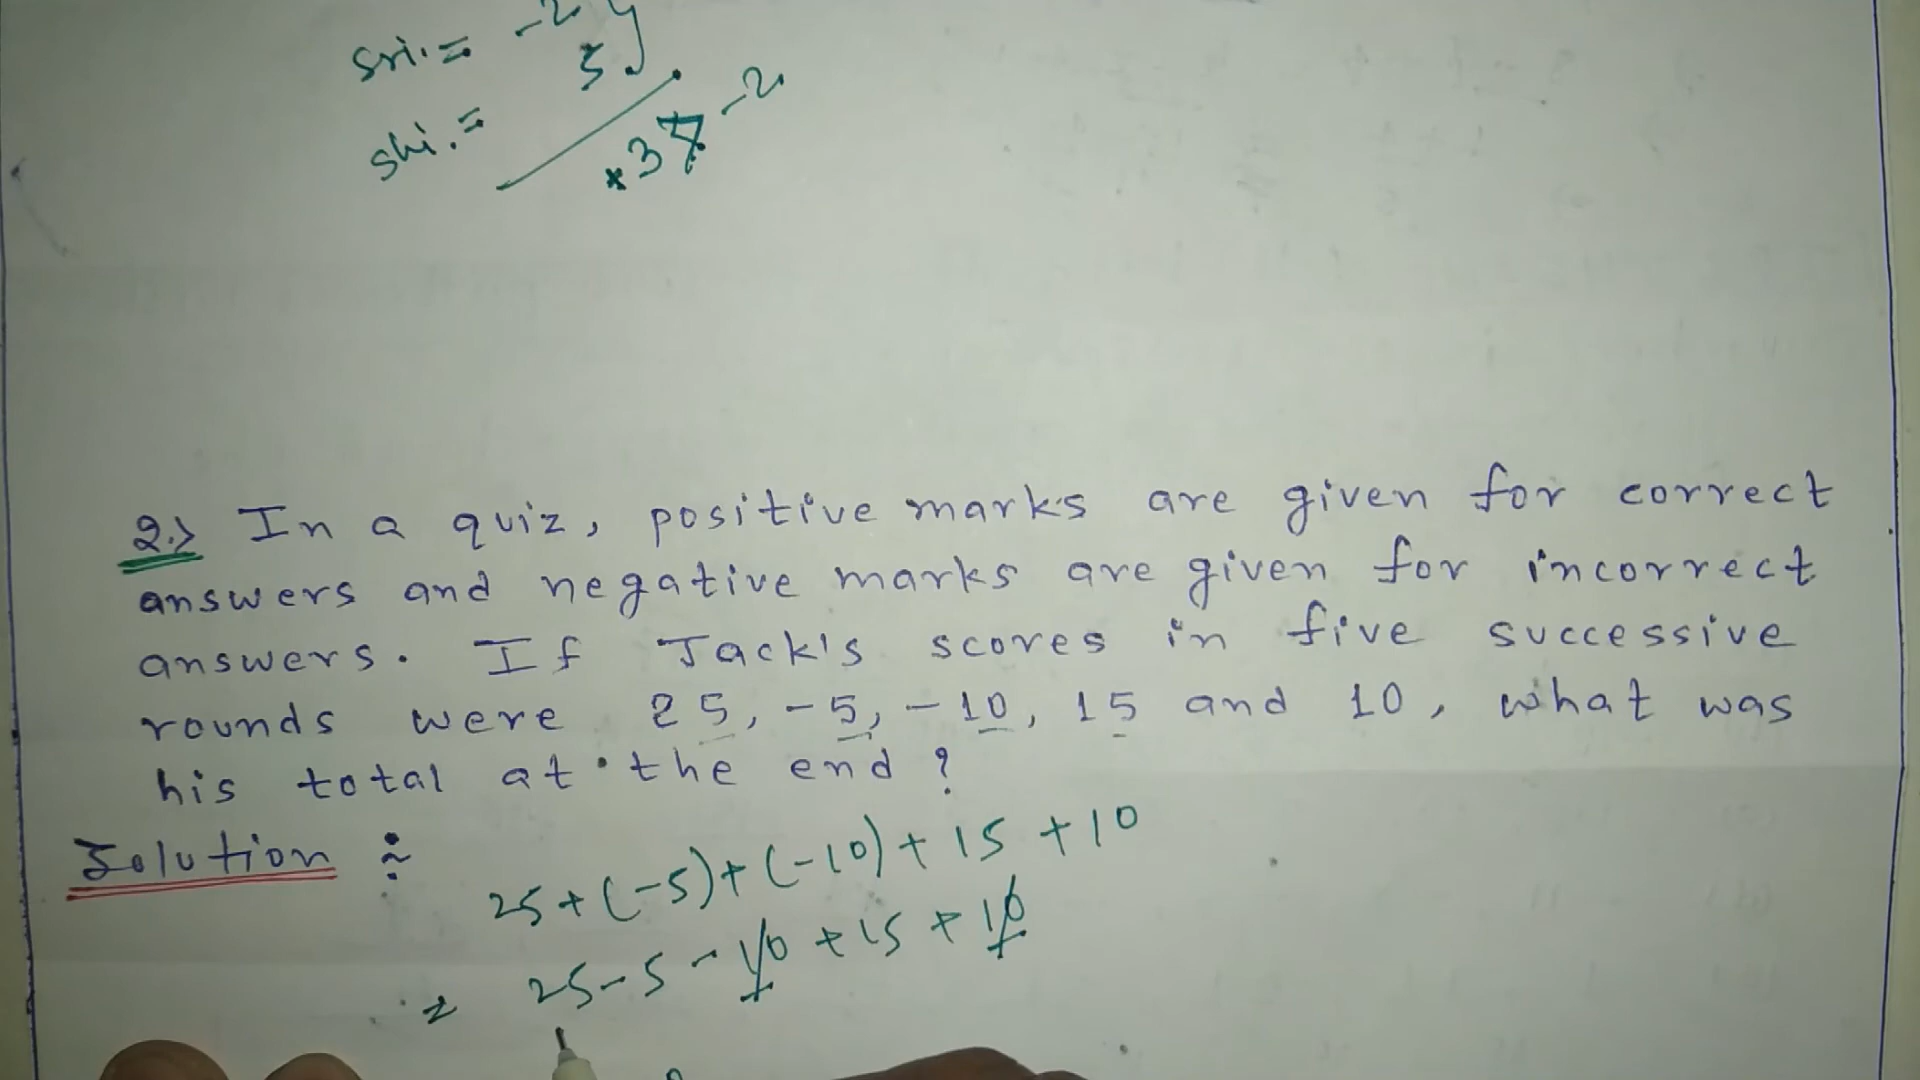 Sri. = -2
5
Shi. =
37 -2
2.> In a quiz, positive marks are given for correct
answers and negative marks are given for incorrect
answers. If Jack's scores in five successive
rounds were 25, -5, -10, 15 and 10, what was
his total at the end ?
Solution :
25+(-5)+(-10)+15+10
= 25-5-10+15+10